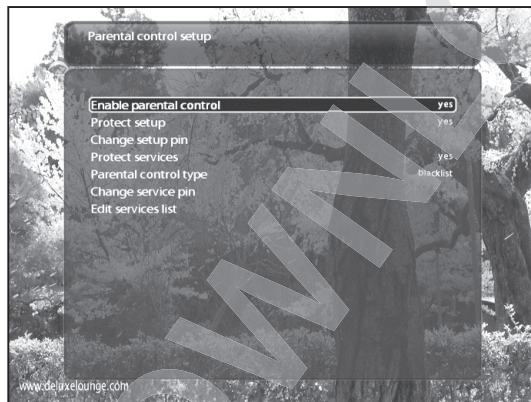 Parental control setup
Enable parental control yes
Protect setup yes
Change setup pin
Protect services yes
Parental control type blacklist
Change service pin
Edit services list
www.deluxelounge.com